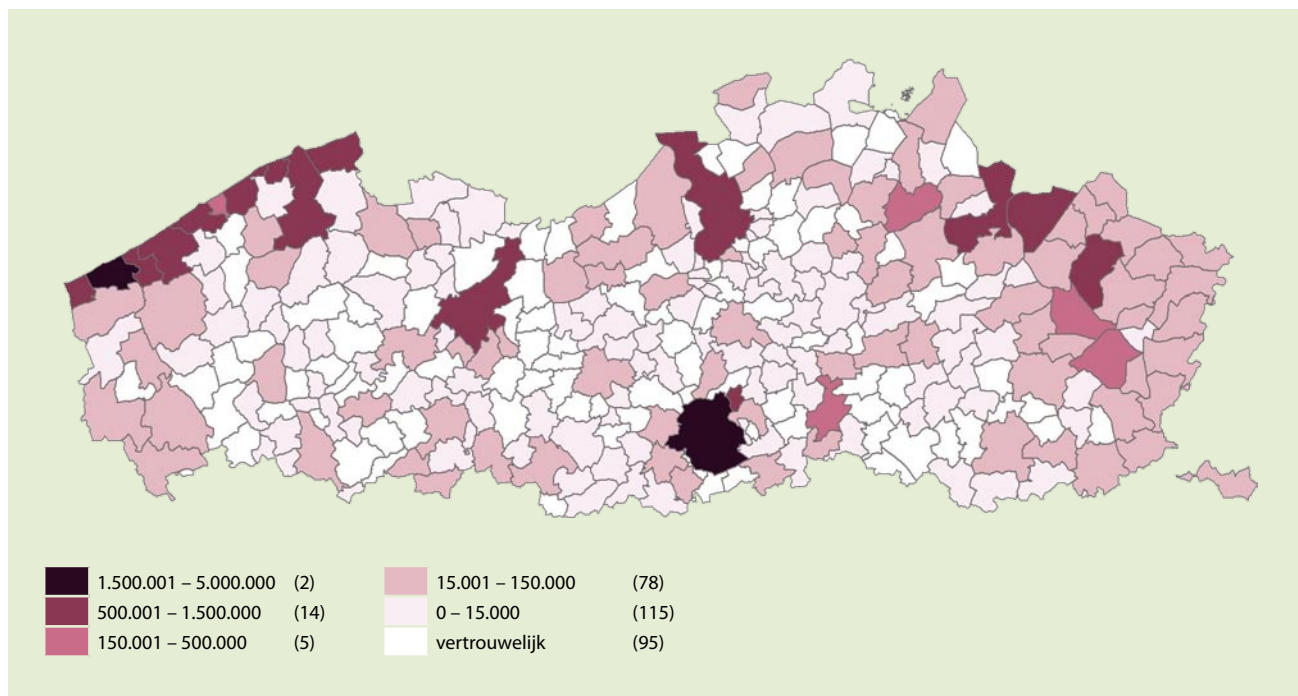 1.500.001 – 5.000.000 (2)
500.001 – 1.500.000 (14)
150.001 – 500.000 (5)
15.001 – 150.000 (78)
0 – 15.000 (115)
vertrouwelijk (95)